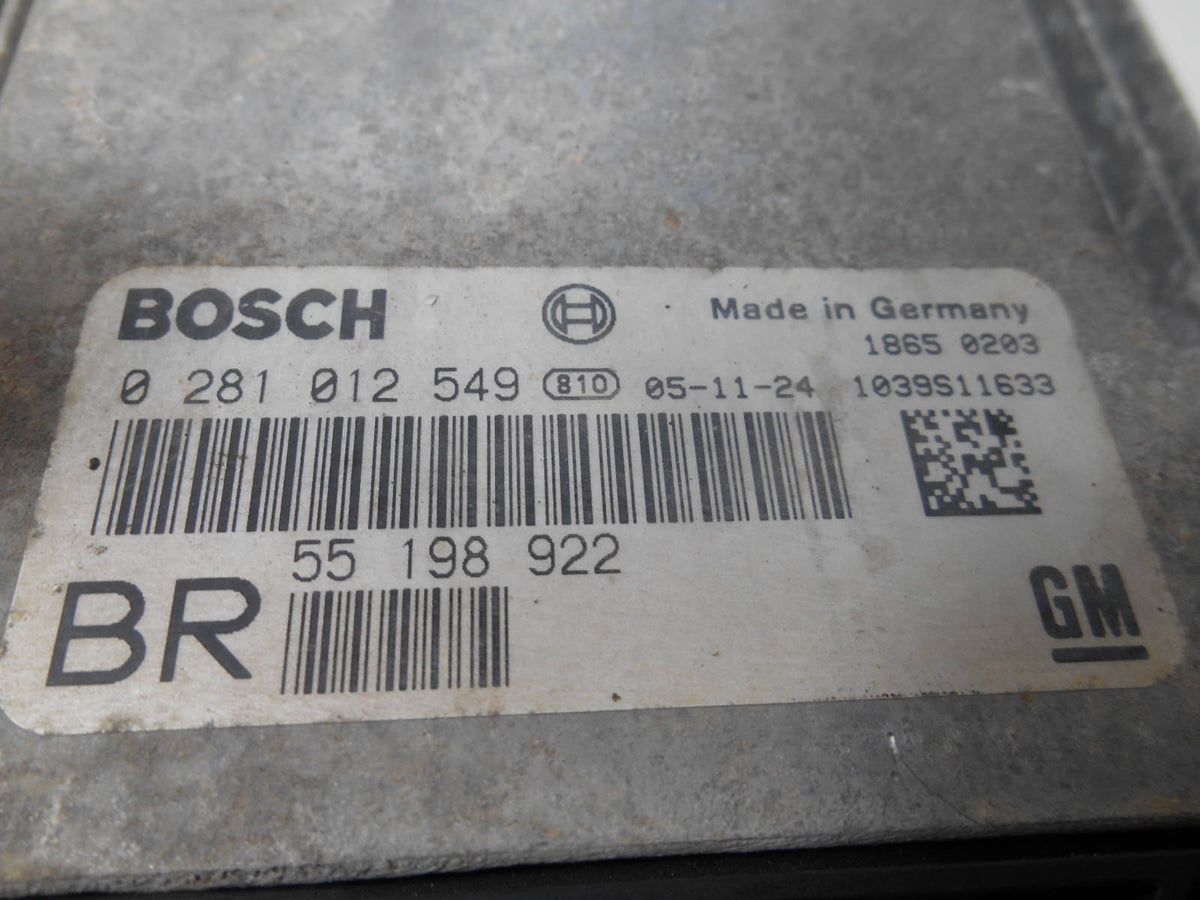 BOSCH Made in Germany
1865 0203
0 281 012 549 810 05-11-24 1039S11633
55 198 922
BR
GM